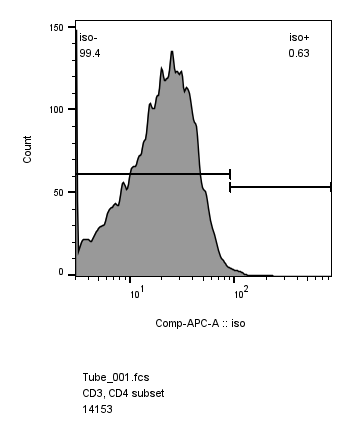 150
iso-
99.4
iso+
0.63
100
Count
50
0
10^1
10^2
Comp-APC-A :: iso
Tube_001.fcs
CD3, CD4 subset
14153